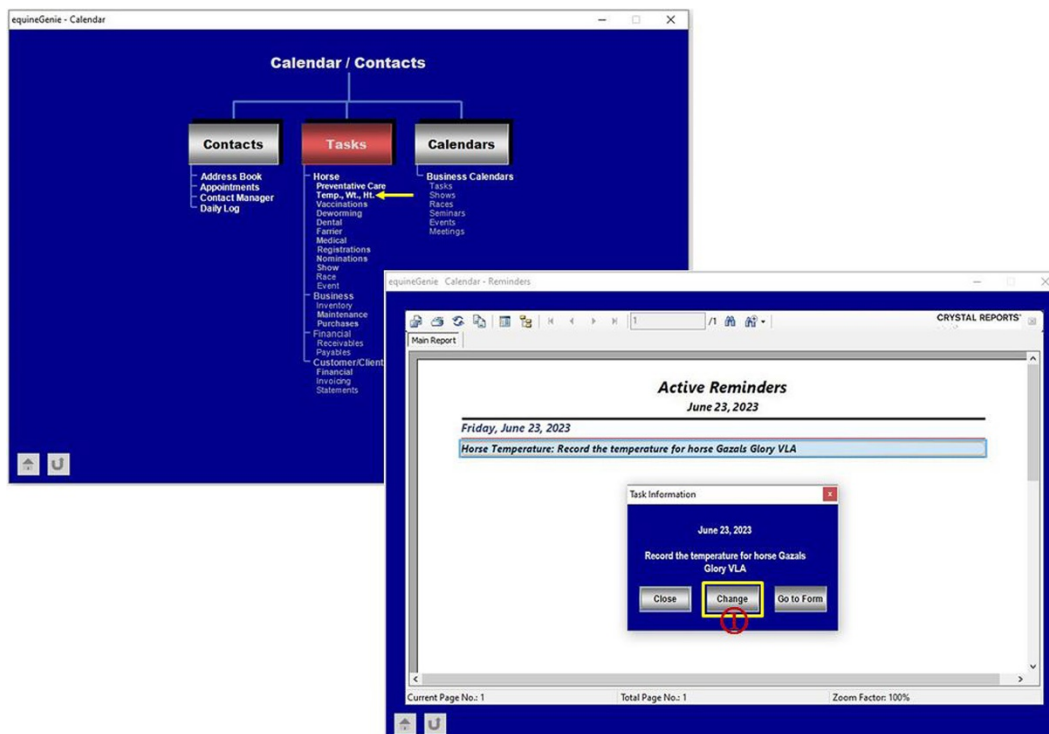 equineGenie - Calendar
Calendar / Contacts
Contacts
Tasks
Calendars
Address Book
Appointments
Contact Manager
Daily Log
Horse
Preventative Care
Temp., Wt., Ht.
Vaccinations
Deworming
Dental
Farrier
Medical
Registrations
Nominations
Show
Race
Event
Business
Inventory
Maintenance
Purchases
Financial
Receivables
Payables
Customer/Client
Financial
Invoicing
Statements
Business Calendars
Tasks
Shows
Races
Seminars
Events
Meetings
equineGenie Calendar - Reminders
1 /1
CRYSTAL REPORTS
Main Report
Active Reminders
June 23, 2023
Friday, June 23, 2023
Horse Temperature: Record the temperature for horse Gazals Glory VLA
Task Information
June 23, 2023
Record the temperature for horse Gazals
Glory VLA
Close Change Go to Form
①
Current Page No.: 1 Total Page No.: 1 Zoom Factor: 100%